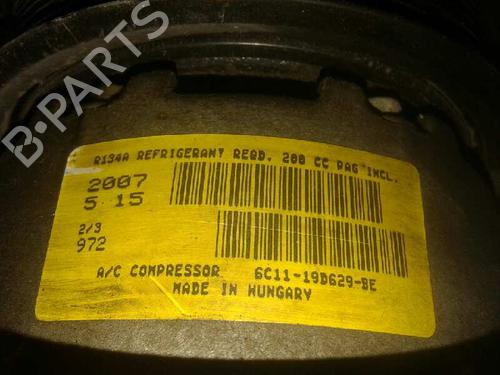 B-PARTS
R134A REFRIGERANT REQD, 200 CC PAG INCL.
2007
5 15
2/3
972
A/C COMPRESSOR 6C11-19D629-BE
MADE IN HUNGARY